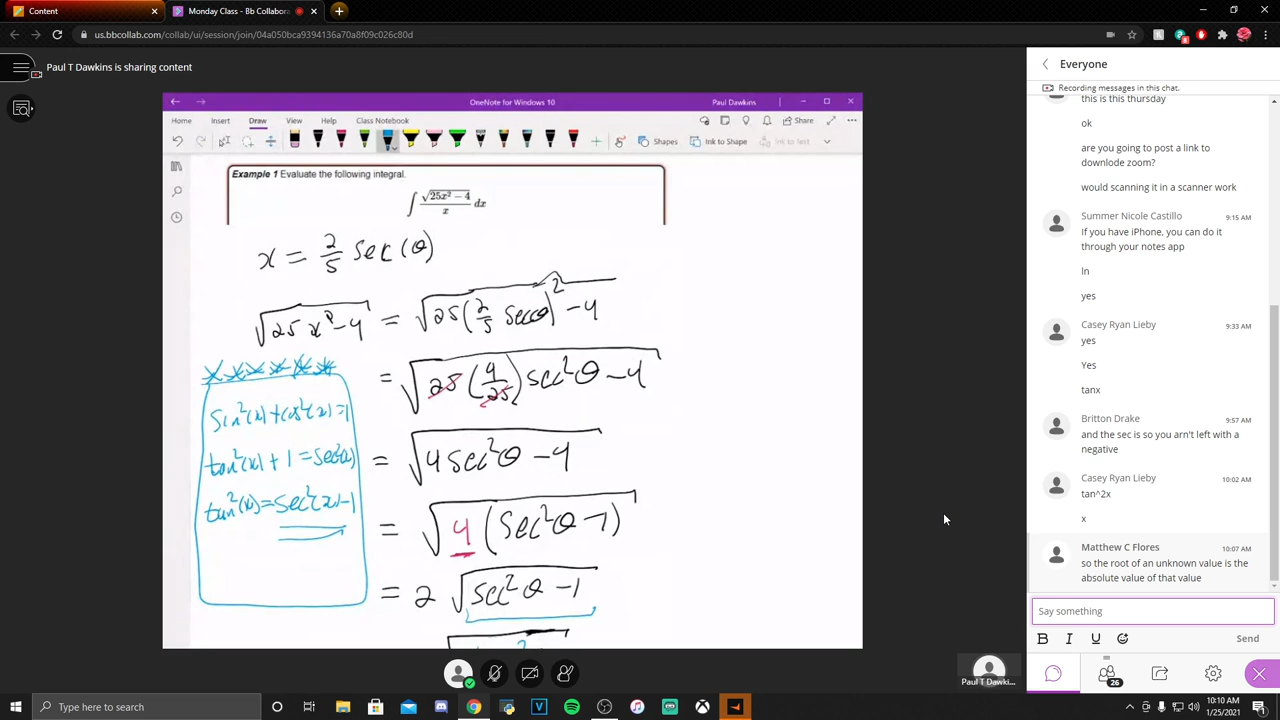 Content
Monday Class - Bb Collabora
us.bbcollab.com/collab/ui/session/join/04a050bca9394136a70a8f09c026c80d
Paul T Dawkins is sharing content
OneNote for Windows 10
Paul Dawkins
Home Insert Draw View Help Class Notebook
Share
Shapes
Ink to Shape
Ink to Text
Example 1 Evaluate the following integral.
∫ √(25x² − 4) / x dx
x = 2/5 sec(θ)
√(25x² − 4) = √(25(2/5 secθ)² − 4)
= √(25(4/25) sec²θ − 4)
= √(4sec²θ − 4)
= √(4(sec²θ − 1))
= 2 √(sec²θ − 1)
sin²(x) + cos²(x) = 1
tan²(x) + 1 = sec²(x)
tan²(x) = sec²(x) − 1
Paul T Dawki...
Everyone
Recording messages in this chat.
this is this thursday
ok
are you going to post a link to
downlode zoom?
would scanning it in a scanner work
Summer Nicole Castillo 9:15 AM
if you have iPhone, you can do it
through your notes app
In
yes
Casey Ryan Lieby 9:33 AM
yes
Yes
tanx
Britton Drake 9:57 AM
and the sec is so you arn't left with a
negative
Casey Ryan Lieby 10:02 AM
tan^2x
x
Matthew C Flores 10:07 AM
so the root of an unknown value is the
absolute value of that value
Say something
B I U
Send
26
Type here to search
10:10 AM
1/25/2021